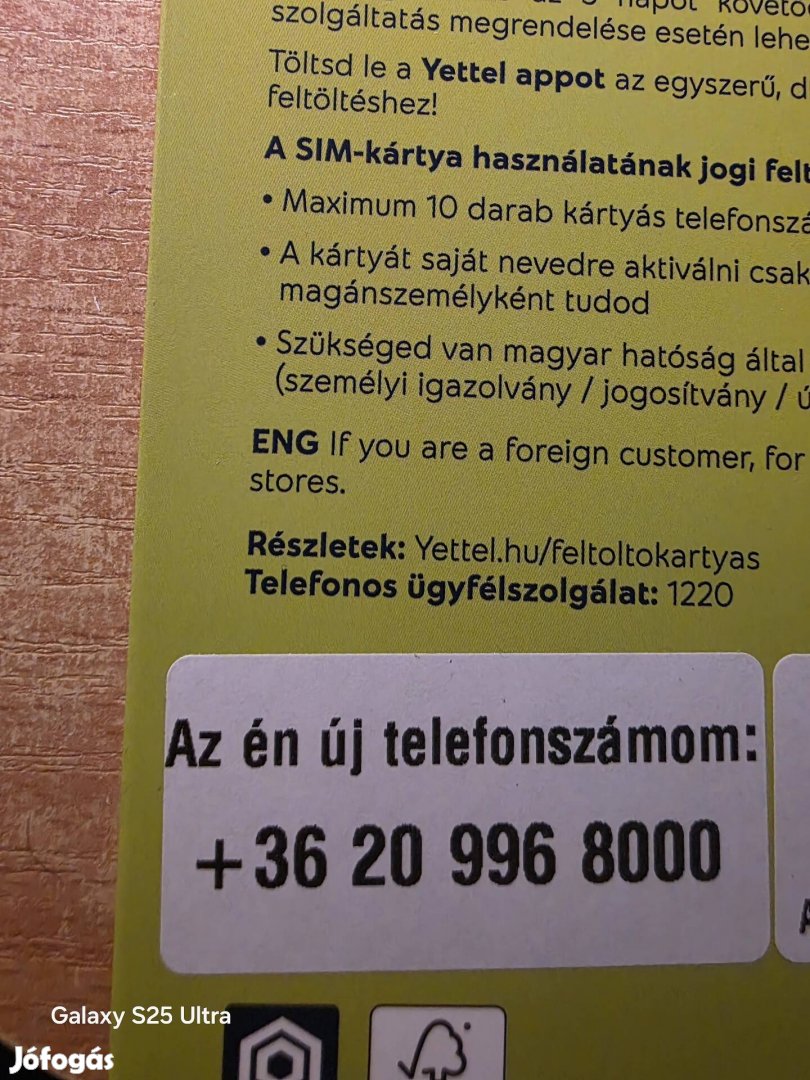 szolgáltatás megrendelése esetén lehe
Töltsd le a Yettel appot az egyszerű, d
feltöltéshez!
A SIM-kártya használatának jogi felt
• Maximum 10 darab kártyás telefonszá
• A kártyát saját nevedre aktiválni csak
magánszemélyként tudod
• Szükséged van magyar hatóság által
(személyi igazolvány / jogosítvány / ú
ENG If you are a foreign customer, for
stores.
Részletek: Yettel.hu/feltoltokartyas
Telefonos ügyfélszolgálat: 1220
Az én új telefonszámom:
+36 20 996 8000
Galaxy S25 Ultra
Jófogás